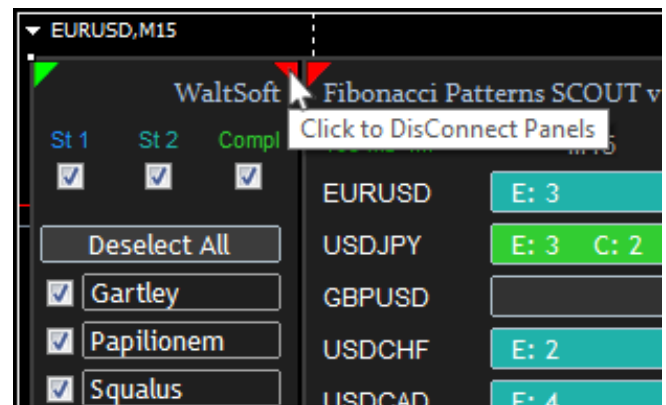 EURUSD,M15
WaltSoft
Fibonacci Patterns SCOUT v
Click to DisConnect Panels
St 1 St 2 Compl
EURUSD E: 3
Deselect All
USDJPY E: 3 C: 2
Gartley
GBPUSD
Papilionem
USDCHF E: 2
Squalus
USDCAD E: 4